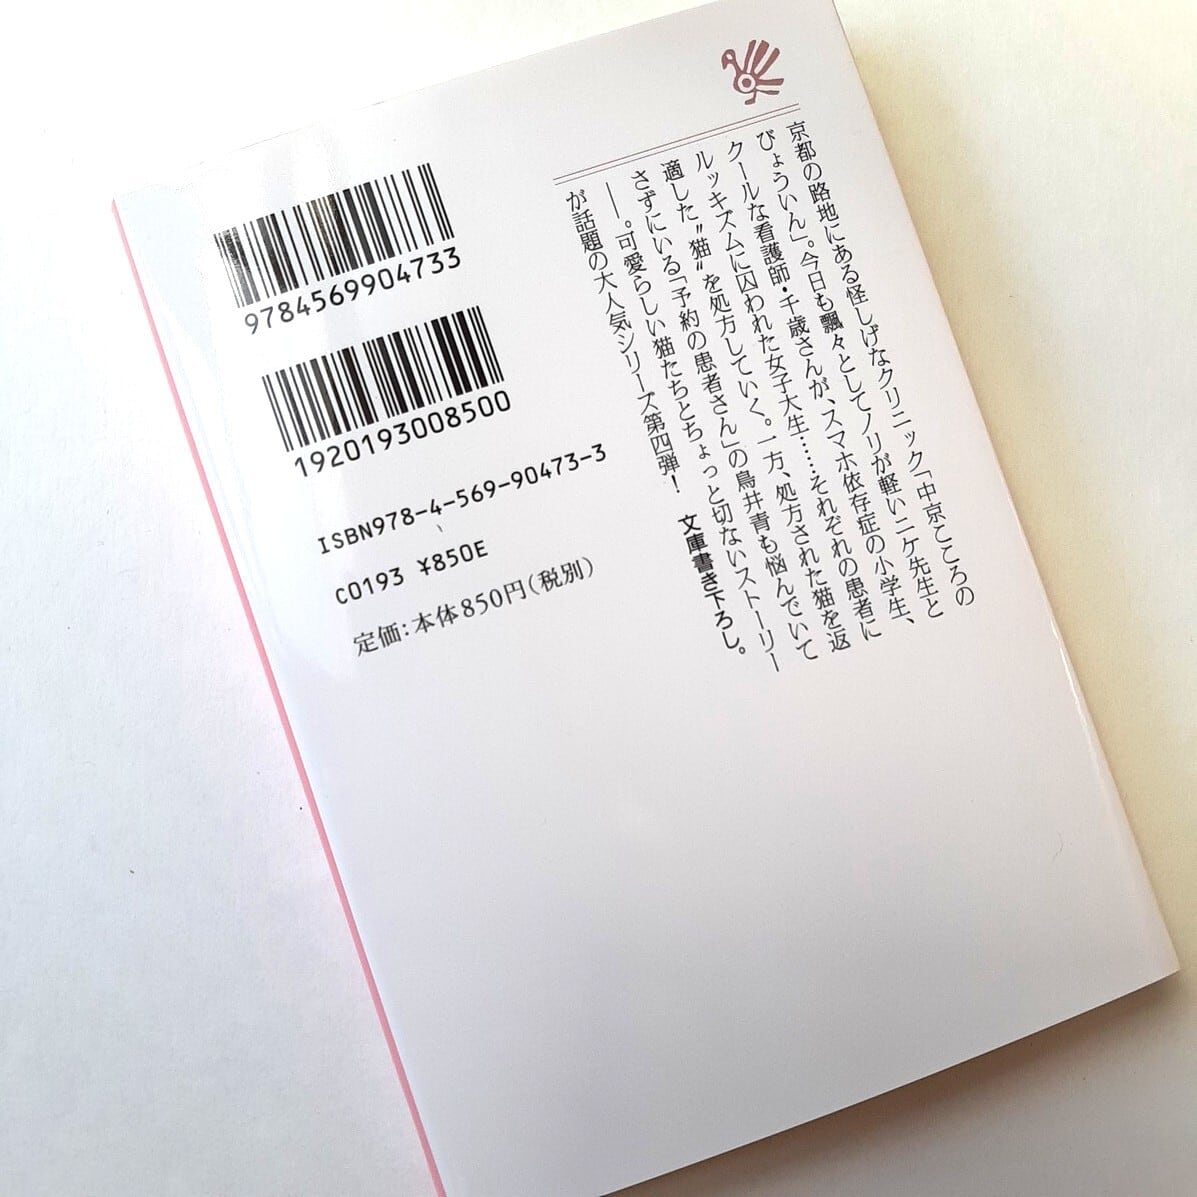 京都の路地にある怪しげなクリニック「中京こころの
びょういん」。今日も飄々としてノリが軽いニケ先生と
クールな看護師・千歳さんが、スマホ依存症の小学生、
ルッキズムに囚われた女子大生……それぞれの患者に
適した〝猫〟を処方していく。一方、処方された猫を返
さずにいる「予約の患者さん」の鳥井青も悩んでいて
――。可愛らしい猫たちとちょっと切ないストーリー
が話題の大人気シリーズ第四弾！
文庫書き下ろし。
9784569904733
1920193008500
ISBN978-4-569-90473-3
C0193 ¥850E
定価：本体850円（税別）